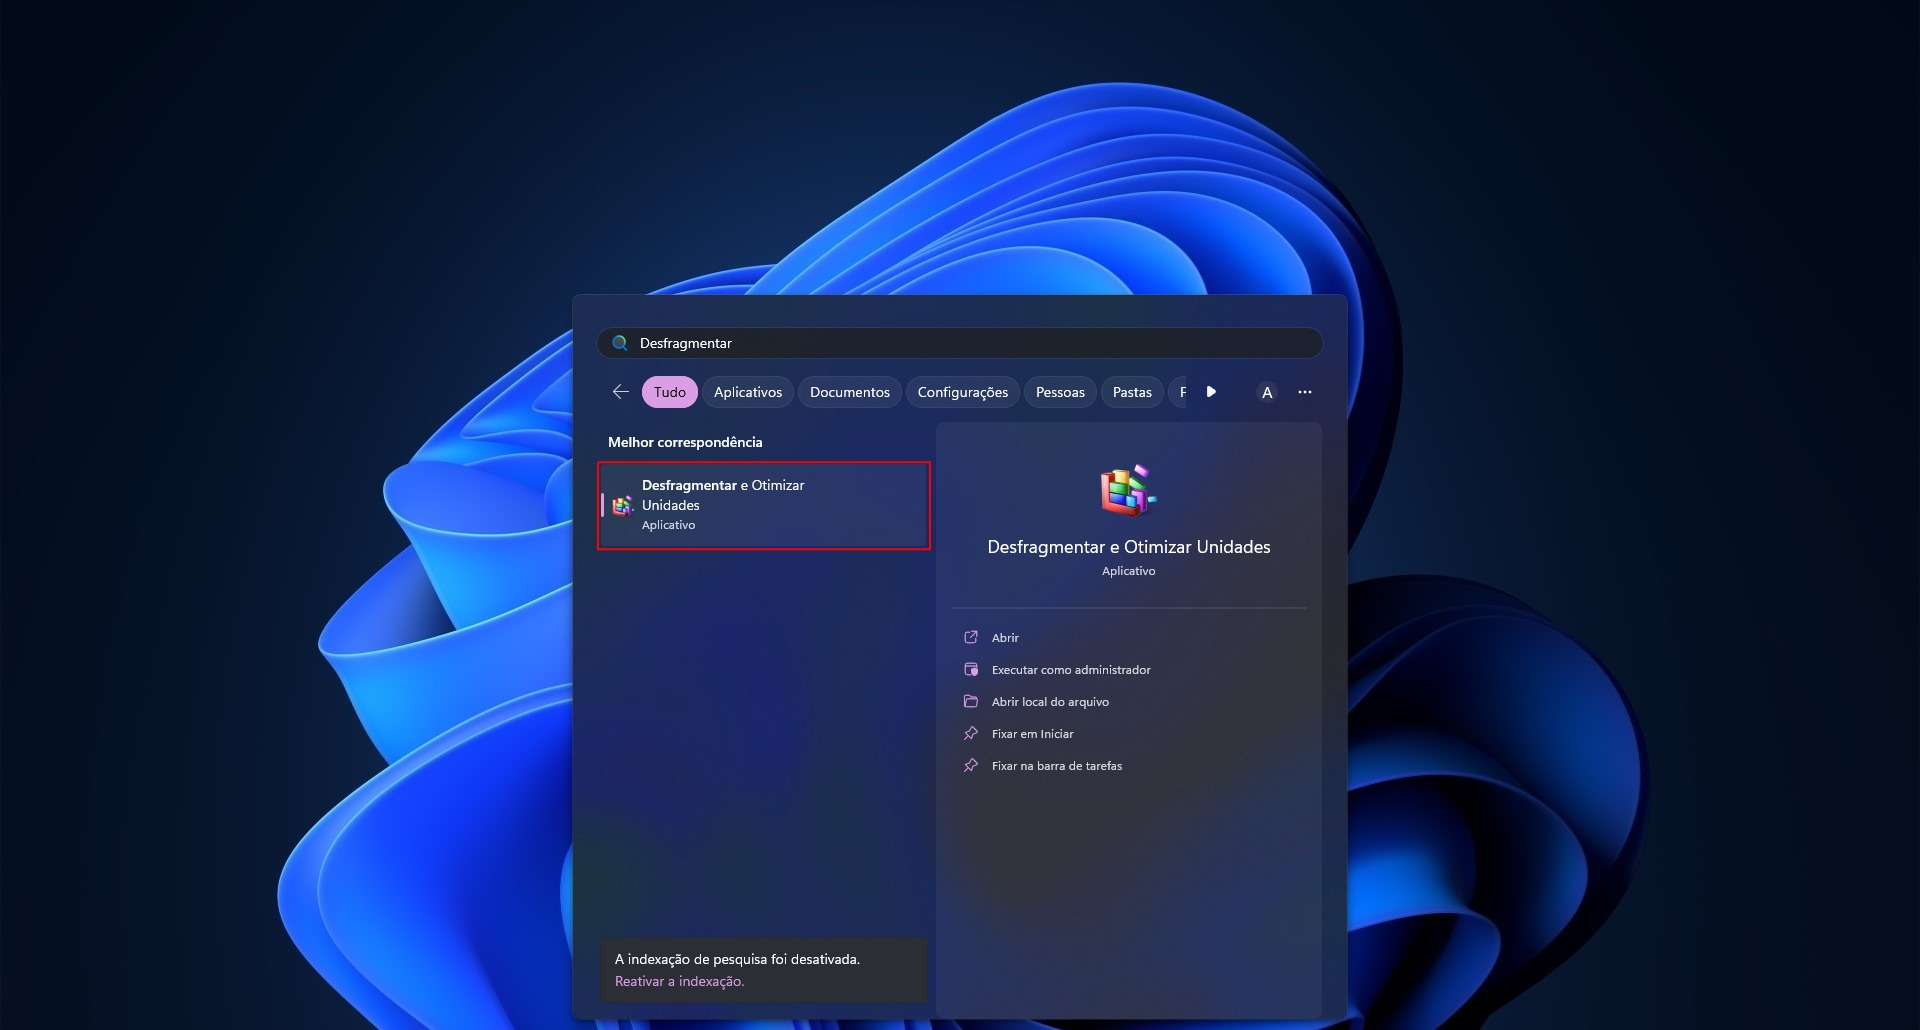 Desfragmentar
Tudo
Aplicativos
Documentos
Configurações
Pessoas
Pastas
A
Melhor correspondência
Desfragmentar e Otimizar
Unidades
Aplicativo
Desfragmentar e Otimizar Unidades
Aplicativo
Abrir
Executar como administrador
Abrir local do arquivo
Fixar em Iniciar
Fixar na barra de tarefas
A indexação de pesquisa foi desativada.
Reativar a indexação.